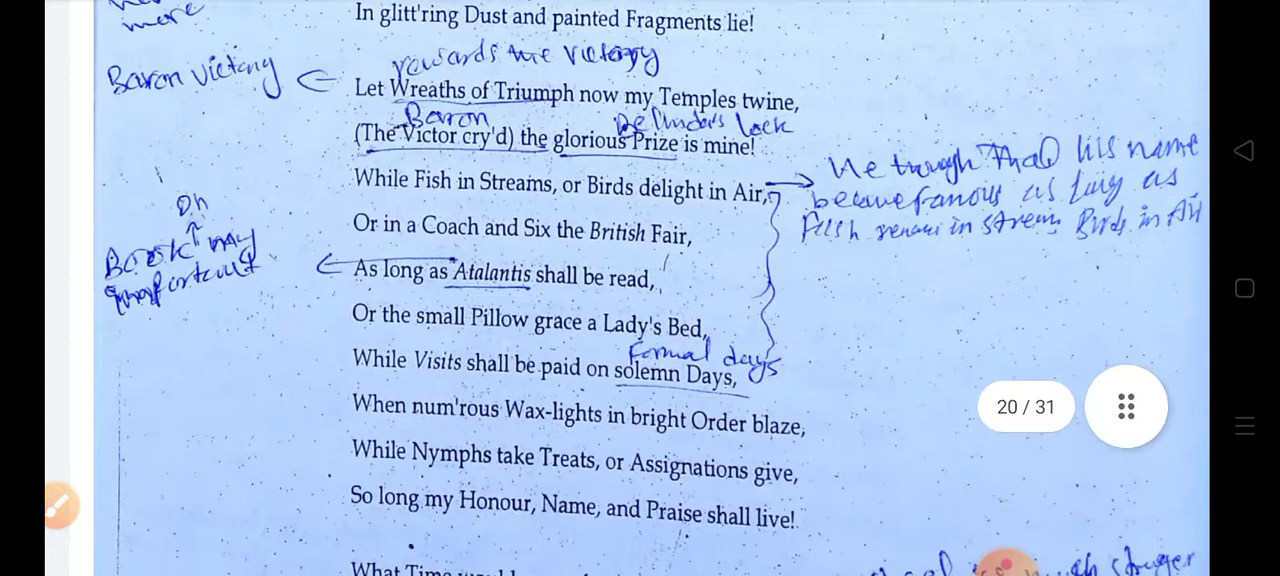 more
In glitt'ring Dust and painted Fragments lie!
rewards the victory
Baron Victory
Let Wreaths of Triumph now my Temples twine,
Baron Belinda's lock
(The Victor cry'd) the glorious Prize is mine!
He though that his name
While Fish in Streams, or Birds delight in Air,
become famous as long as
Fish remain in stream Birds in Air
Or in a Coach and Six the British Fair,
Book
As long as Atalantis shall be read,
Or the small Pillow grace a Lady's Bed,
Formal days
While Visits shall be paid on solemn Days,
20 / 31
When num'rous Wax-lights in bright Order blaze,
While Nymphs take Treats, or Assignations give,
So long my Honour, Name, and Praise shall live!
What Time